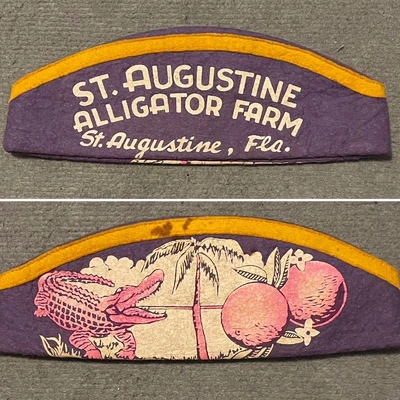 ST. AUGUSTINE
ALLIGATOR FARM
St. Augustine, Fla.